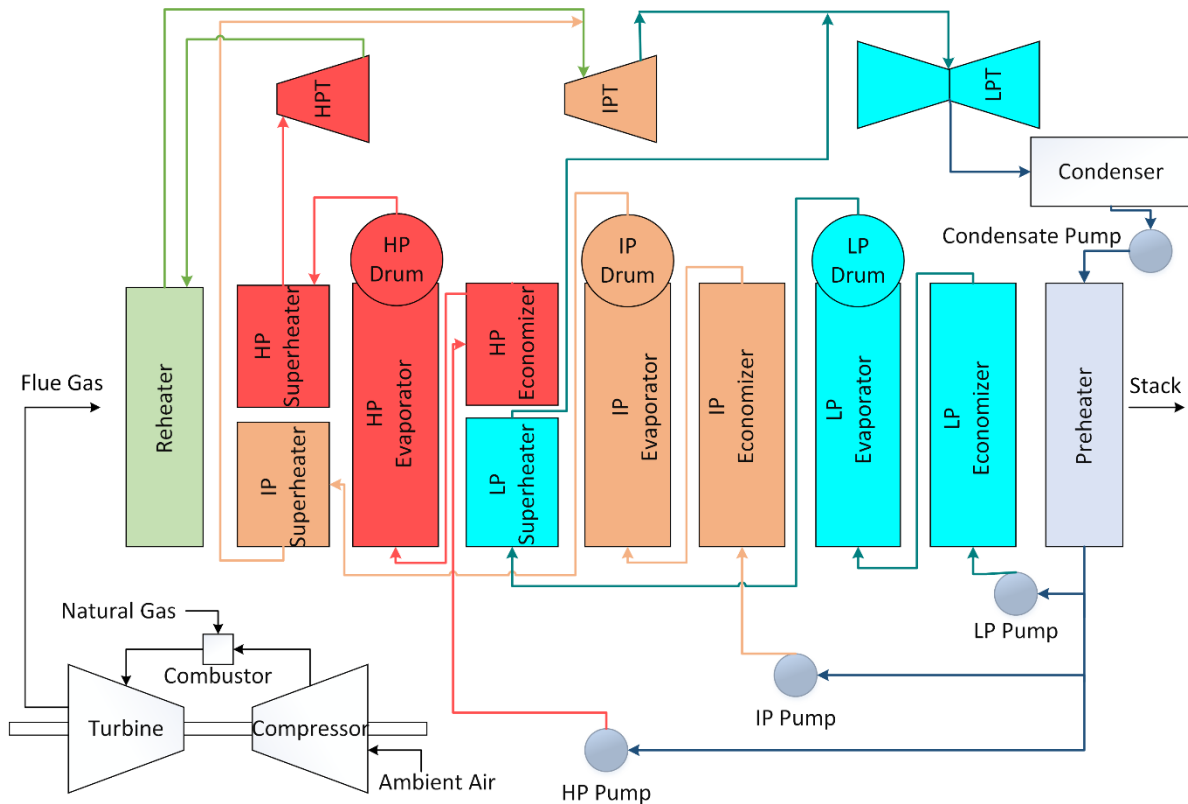 HPT
IPT
LPT
Condenser
Condensate Pump
HP
Drum
IP
Drum
LP
Drum
Flue Gas
Reheater
HP
Superheater
IP
Superheater
HP
Evaporator
HP
Economizer
LP
Superheater
IP
Evaporator
IP
Economizer
LP
Evaporator
LP
Economizer
Preheater
Stack
Natural Gas
Combustor
Turbine
Compressor
Ambient Air
LP Pump
IP Pump
HP Pump